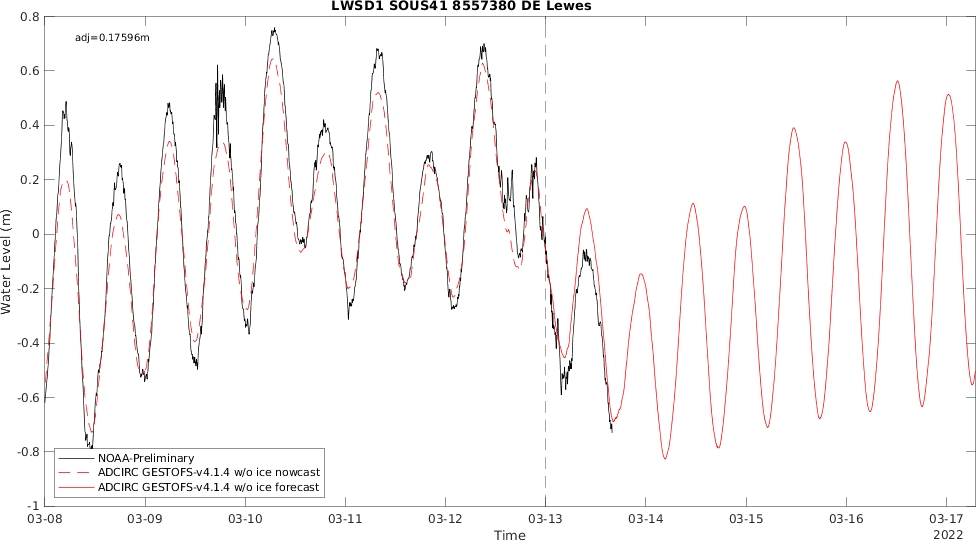 LWSD1 SOUS41 8557380 DE Lewes
adj=0.17596m
0.8
0.6
0.4
0.2
0
-0.2
-0.4
-0.6
-0.8
-1
Water Level (m)
NOAA-Preliminary
ADCIRC GESTOFS-v4.1.4 w/o ice nowcast
ADCIRC GESTOFS-v4.1.4 w/o ice forecast
03-08 03-09 03-10 03-11 03-12 03-13 03-14 03-15 03-16 03-17
Time
2022